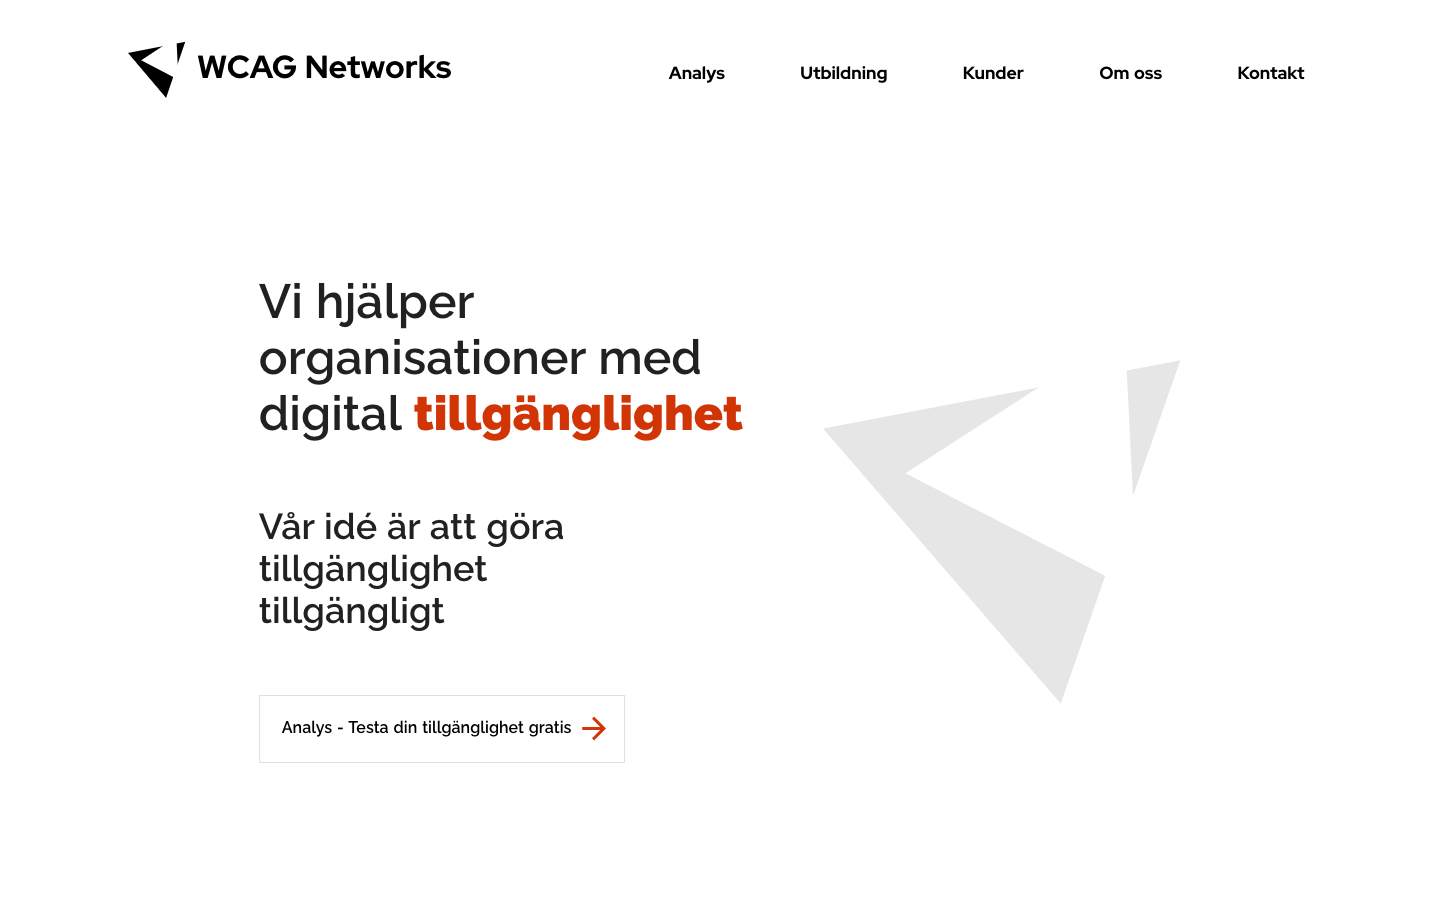 WCAG Networks
Analys
Utbildning
Kunder
Om oss
Kontakt
Vi hjälper
organisationer med
digital tillgänglighet
Vår idé är att göra
tillgänglighet
tillgängligt
Analys - Testa din tillgänglighet gratis